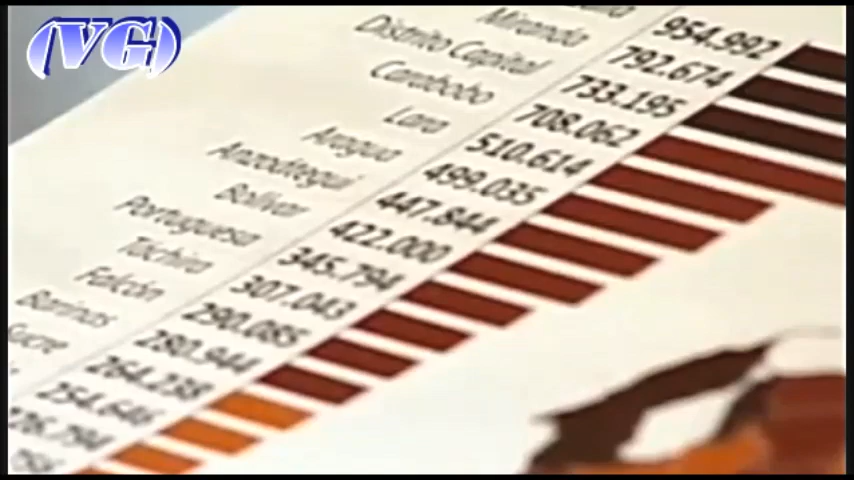 (VG)
954.992
Miranda 792.674
Distrito Capital 733.195
Carabobo 708.062
Lara 510.614
Aragua 499.035
Anzoátegui 447.844
Bolívar 422.000
Portuguesa 345.794
Táchira 307.043
Falcón 290.085
Barinas 280.944
Sucre 264.238
254.646
26.794